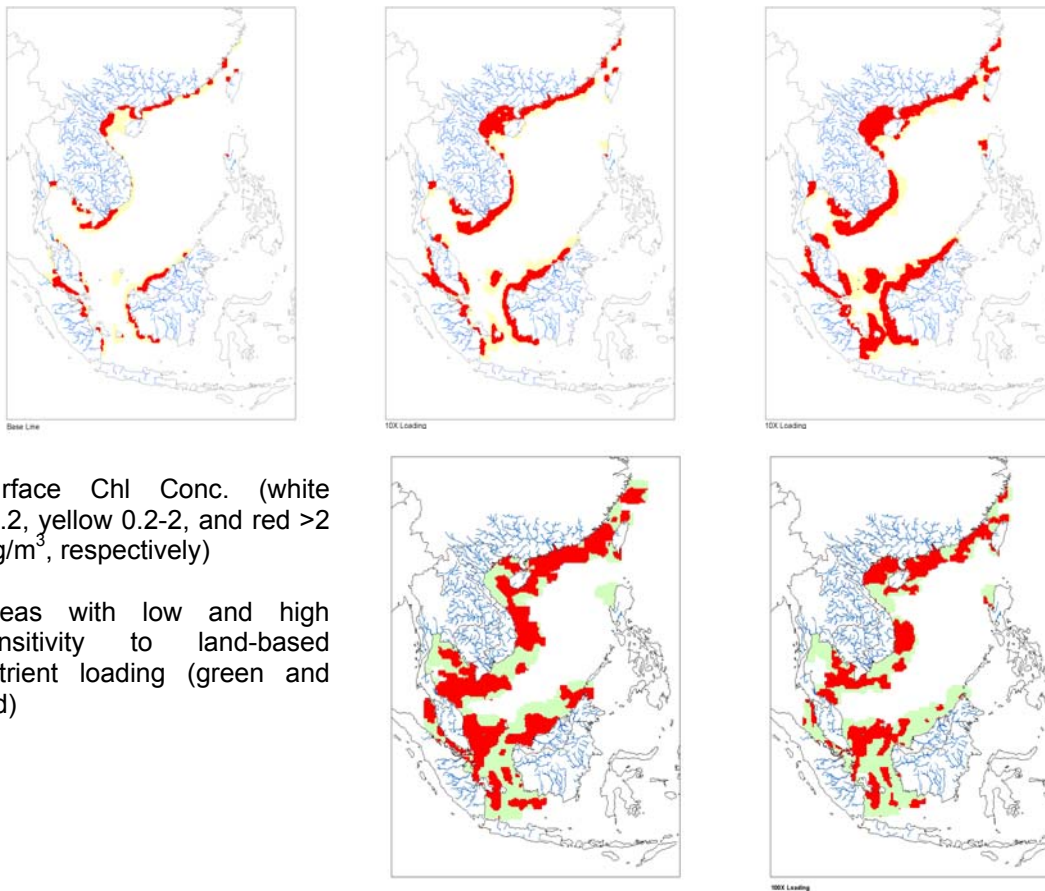 Base Line
10X Loading
10X Loading
rface Chl Conc. (white
.2, yellow 0.2-2, and red >2
g/m³, respectively)
eas with low and high
nsitivity to land-based
trient loading (green and
d)
100X Loading